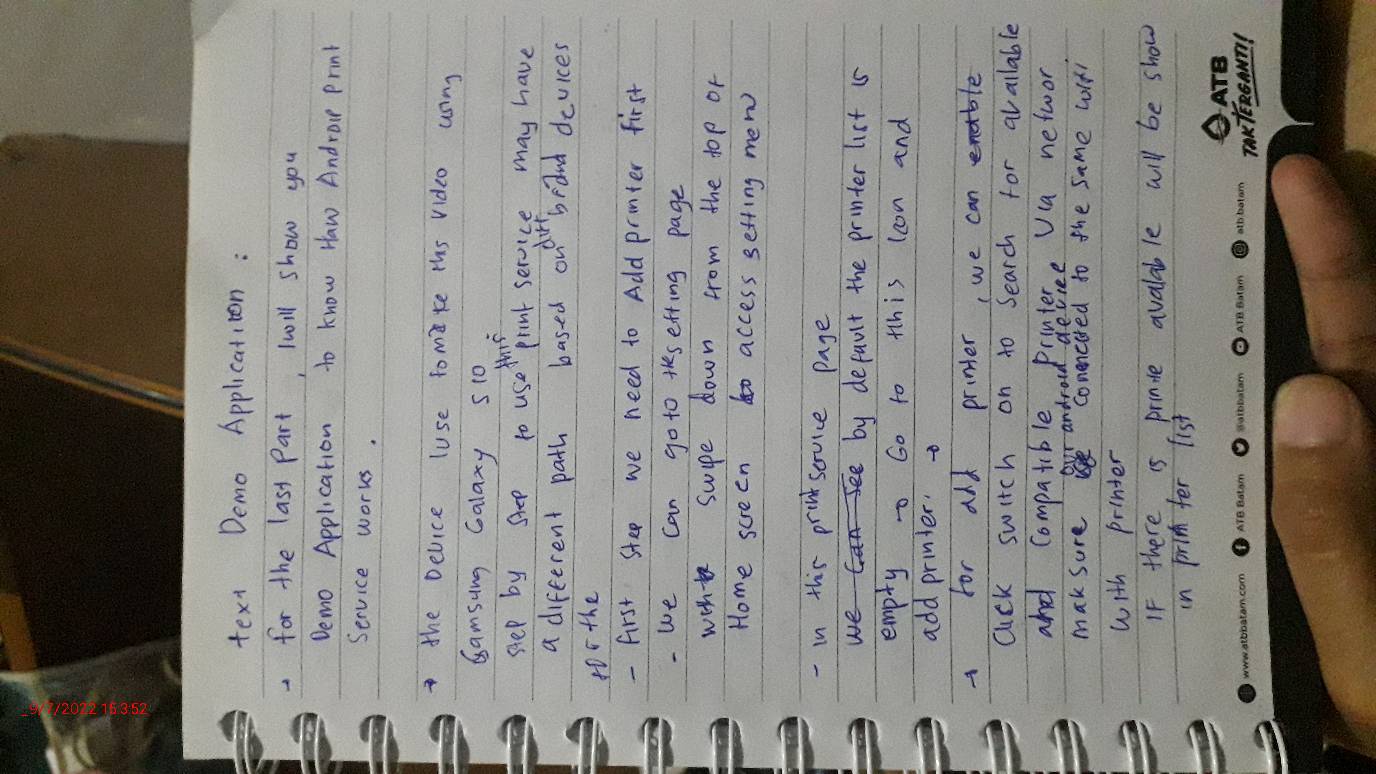 text Demo Application :
→ for the last part, I will show you
Demo Application to know How Android print
Service works.
→ the Device I use to make this video using
Samsung Galaxy S10
step by step to use this print service may have
a different path based on diff brand devices
for the
- first step we need to Add printer first
- we can go to the setting page
with swipe down from the top of
Home screen to access setting menu
- in this print service page
we can see by default the printer list is
empty → Go to this icon and
add printer. →
→ for add printer, we can enable
click switch on to search for available
and compatible printer via networ
make sure our android device connected to the same wifi
with printer
IF there is printe avalable will be show
in print for list
www.atbbatam.com ATB Batam @atbbatam ATB Batam atb batam
ATB
TAK TERGANTI!
_9/7/2022 15:3:52